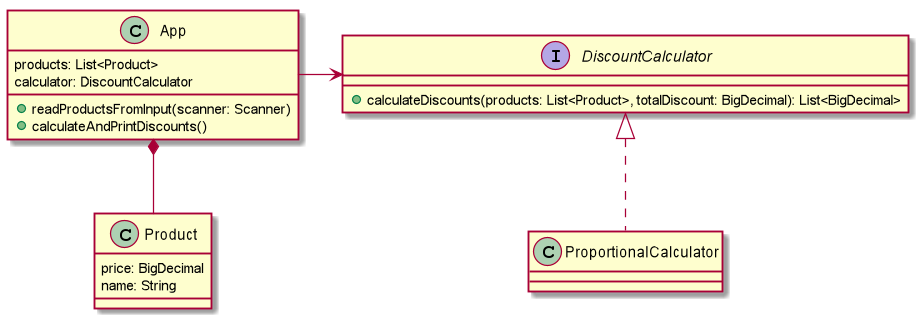 C App
products: List<Product>
calculator: DiscountCalculator
readProductsFromInput(scanner: Scanner)
calculateAndPrintDiscounts()
I DiscountCalculator
calculateDiscounts(products: List<Product>, totalDiscount: BigDecimal): List<BigDecimal>
C Product
price: BigDecimal
name: String
C ProportionalCalculator